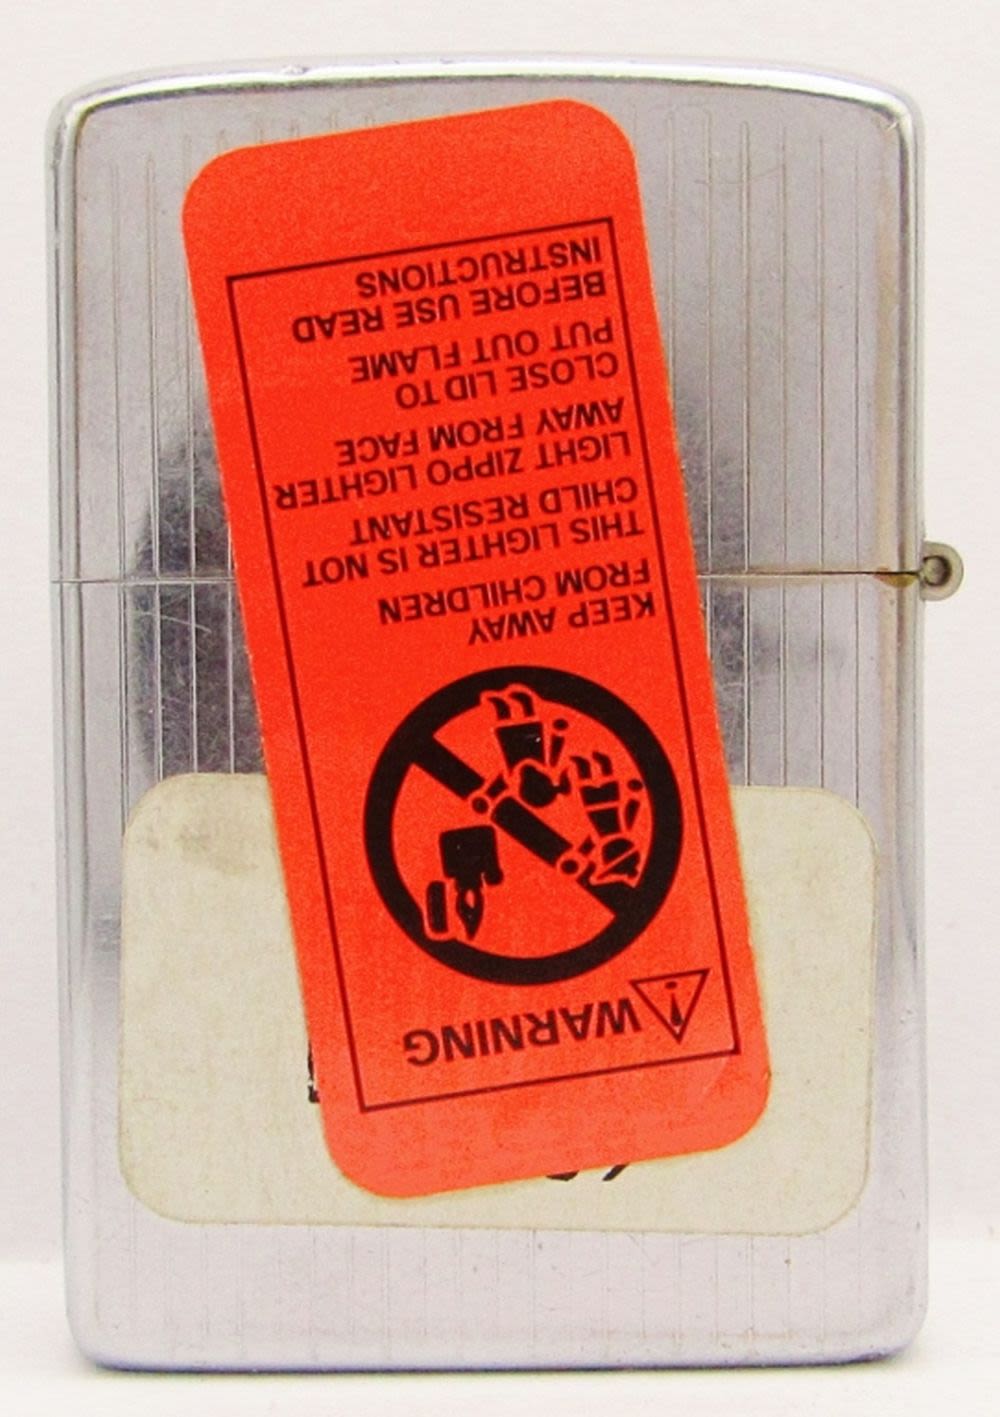 WARNING
KEEP AWAY
FROM CHILDREN
THIS LIGHTER IS NOT
CHILD RESISTANT
LIGHT ZIPPO LIGHTER
AWAY FROM FACE
CLOSE LID TO
PUT OUT FLAME
BEFORE USE READ
INSTRUCTIONS